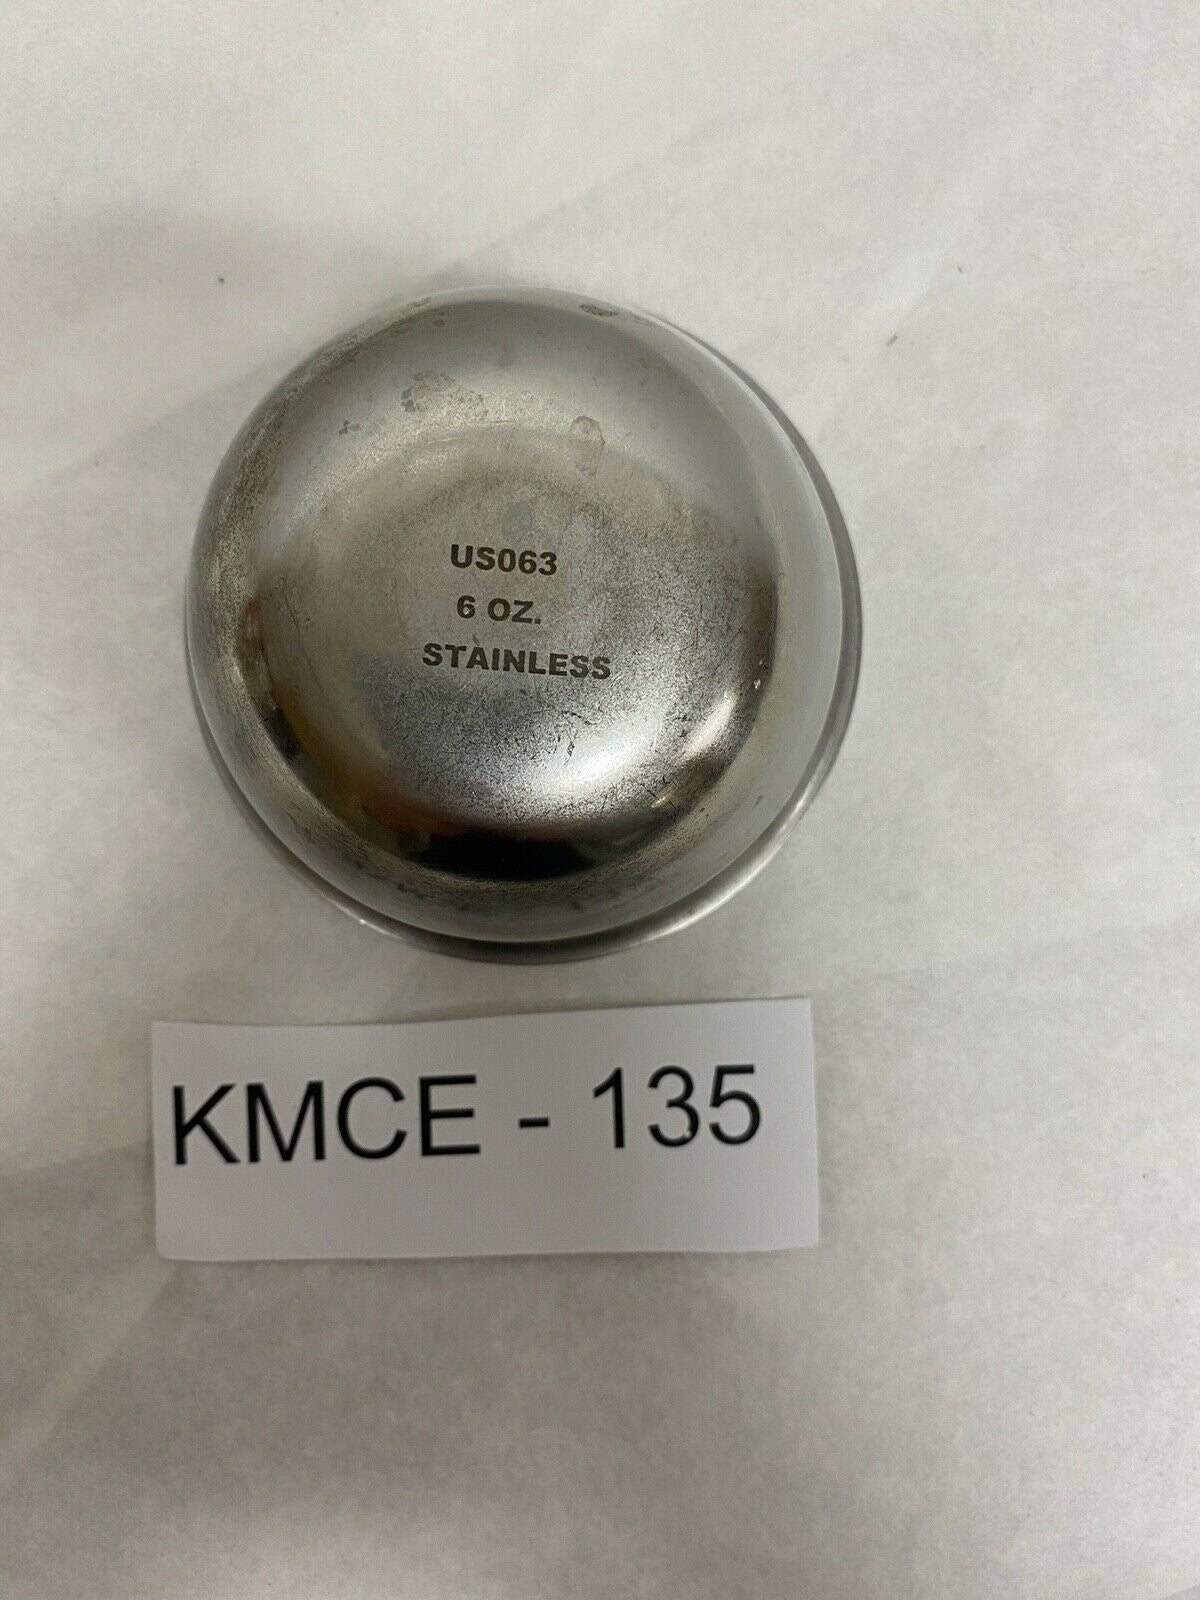 US063
6 OZ.
STAINLESS
KMCE - 135